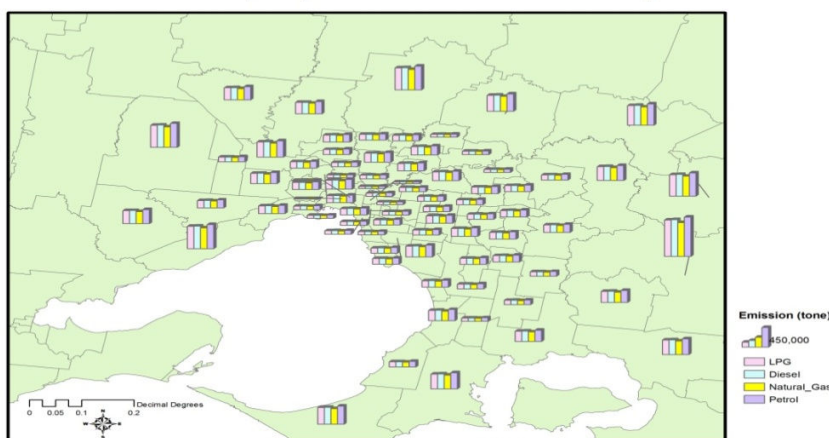 Emission (tone)
450,000
LPG
Diesel
Natural_Gas
Petrol
0 0.05 0.1 0.2
Decimal Degrees
N
W E
S